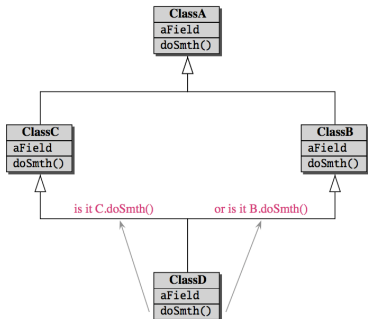 ClassA
aField
doSmth()
ClassC
aField
doSmth()
ClassB
aField
doSmth()
is it C.doSmth()
or is it B.doSmth()
ClassD
aField
doSmth()